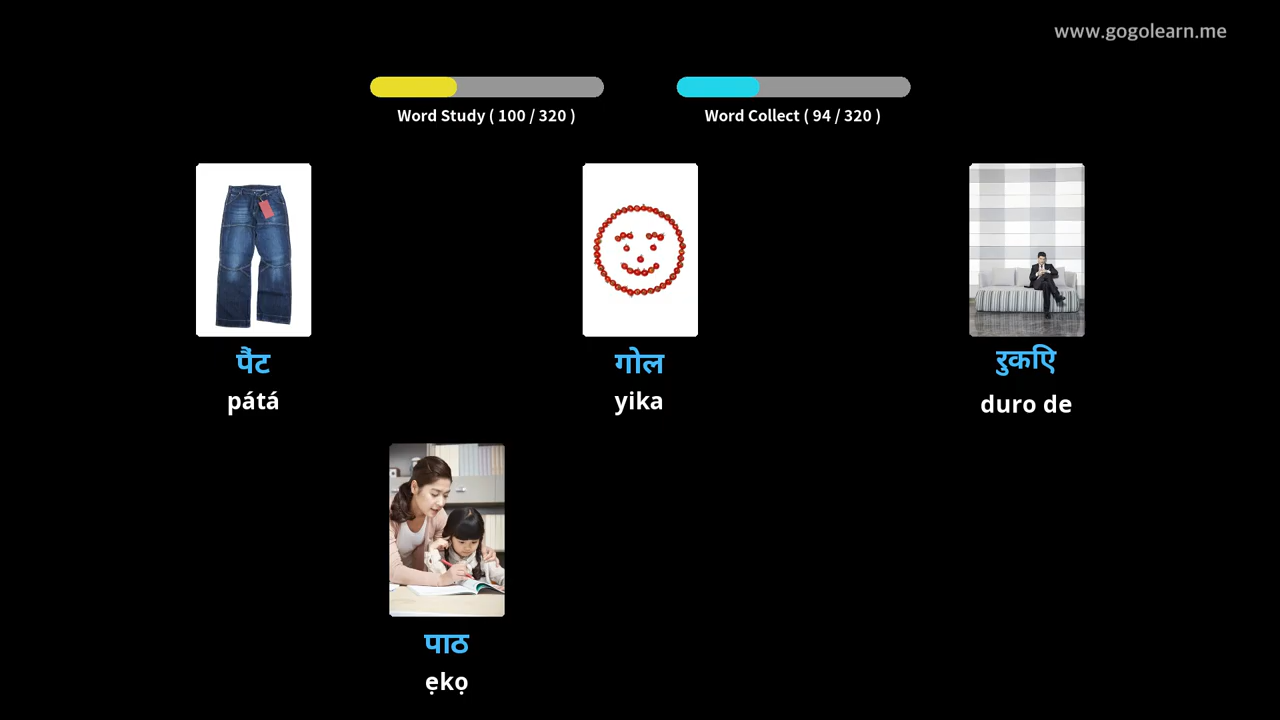 www.gogolearn.me
Word Study ( 100 / 320 )
Word Collect ( 94 / 320 )
पैंट
गोल
रुकिए
pátá
yika
duro de
पाठ
ẹkọ